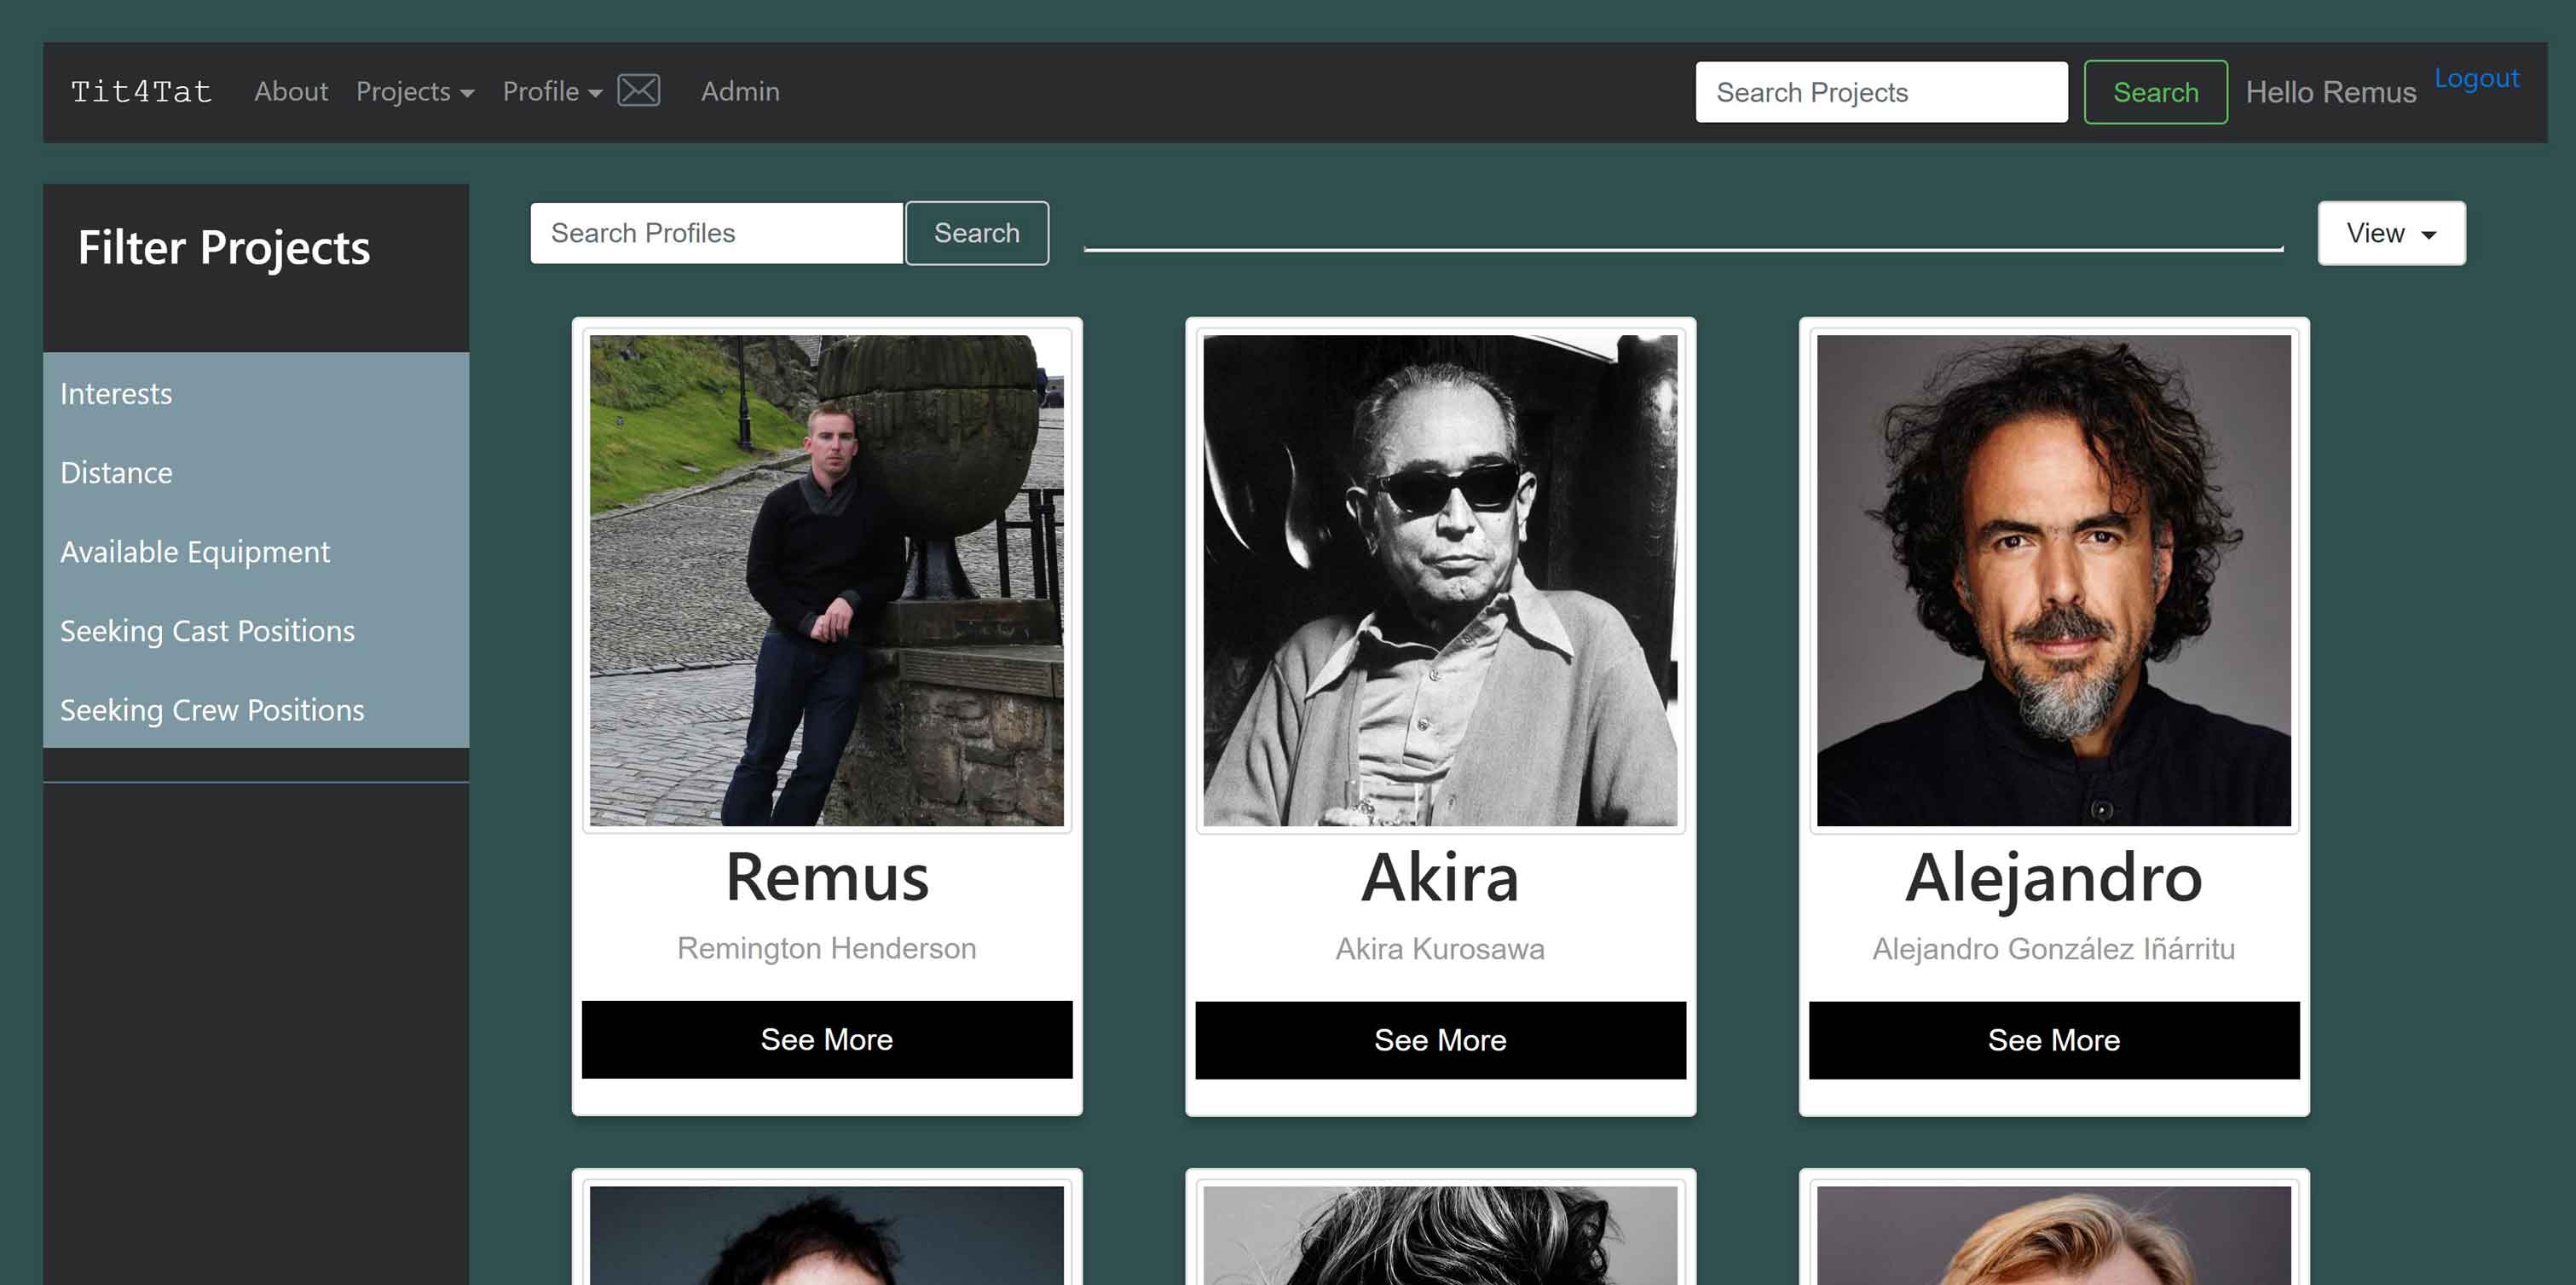 Tit4Tat About Projects Profile Admin Search Projects Search Hello Remus Logout
Filter Projects
Interests
Distance
Available Equipment
Seeking Cast Positions
Seeking Crew Positions
Search Profiles Search View
Remus
Remington Henderson
See More
Akira
Akira Kurosawa
See More
Alejandro
Alejandro González Iñárritu
See More